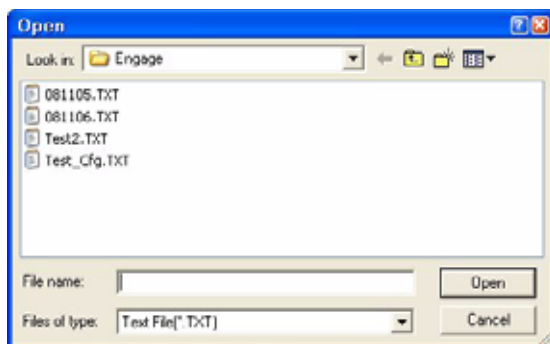 Open
Look in: Engage
081105.TXT
081106.TXT
Test2.TXT
Test_Cfg.TXT
File name:
Open
Files of type: Text File(*.TXT)
Cancel